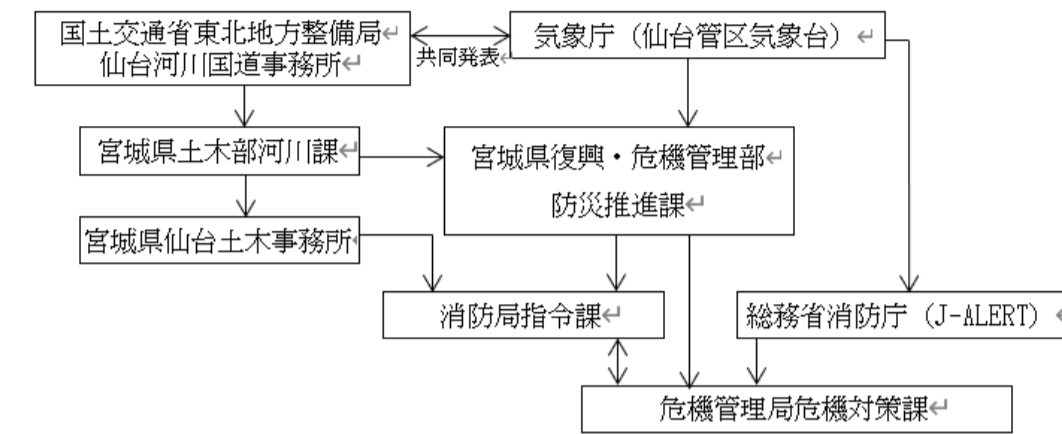 国土交通省東北地方整備局
仙台河川国道事務所
共同発表
気象庁（仙台管区気象台）
宮城県土木部河川課
宮城県復興・危機管理部
防災推進課
宮城県仙台土木事務所
消防局指令課
総務省消防庁（J-ALERT）
危機管理局危機対策課